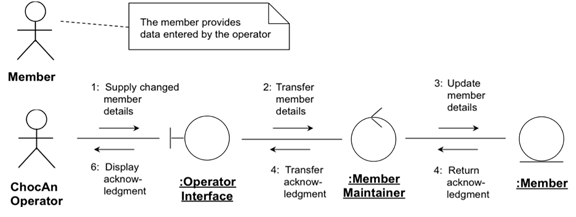 The member provides
data entered by the operator
Member
1: Supply changed
member
details
2: Transfer
member
details
3: Update
member
details
6: Display
acknow-
ledgment
4: Transfer
acknow-
ledgment
4: Return
acknow-
ledgment
ChocAn
Operator
:Operator
Interface
:Member
Maintainer
:Member